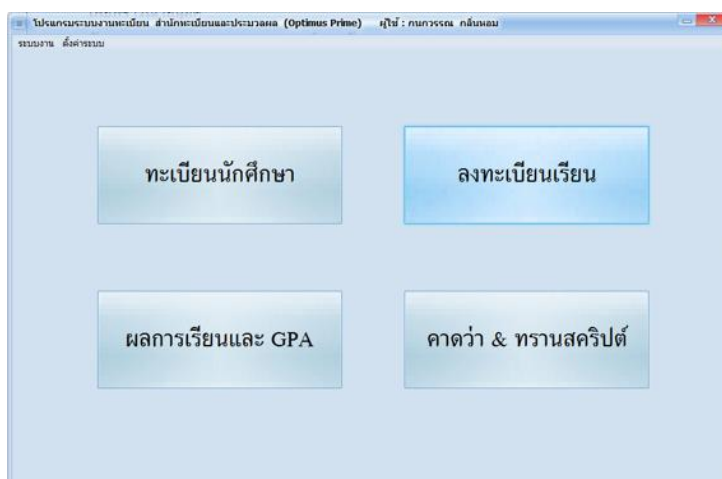 โปรแกรมระบบงานทะเบียน สำนักทะเบียนและประมวลผล (Optimus Prime) ผู้ใช้ : กนกวรรณ กลิ่นหอม
ระบบงาน ตั้งค่าระบบ
ทะเบียนนักศึกษา ลงทะเบียนเรียน
ผลการเรียนและ GPA คาดว่า & ทรานสคริปต์